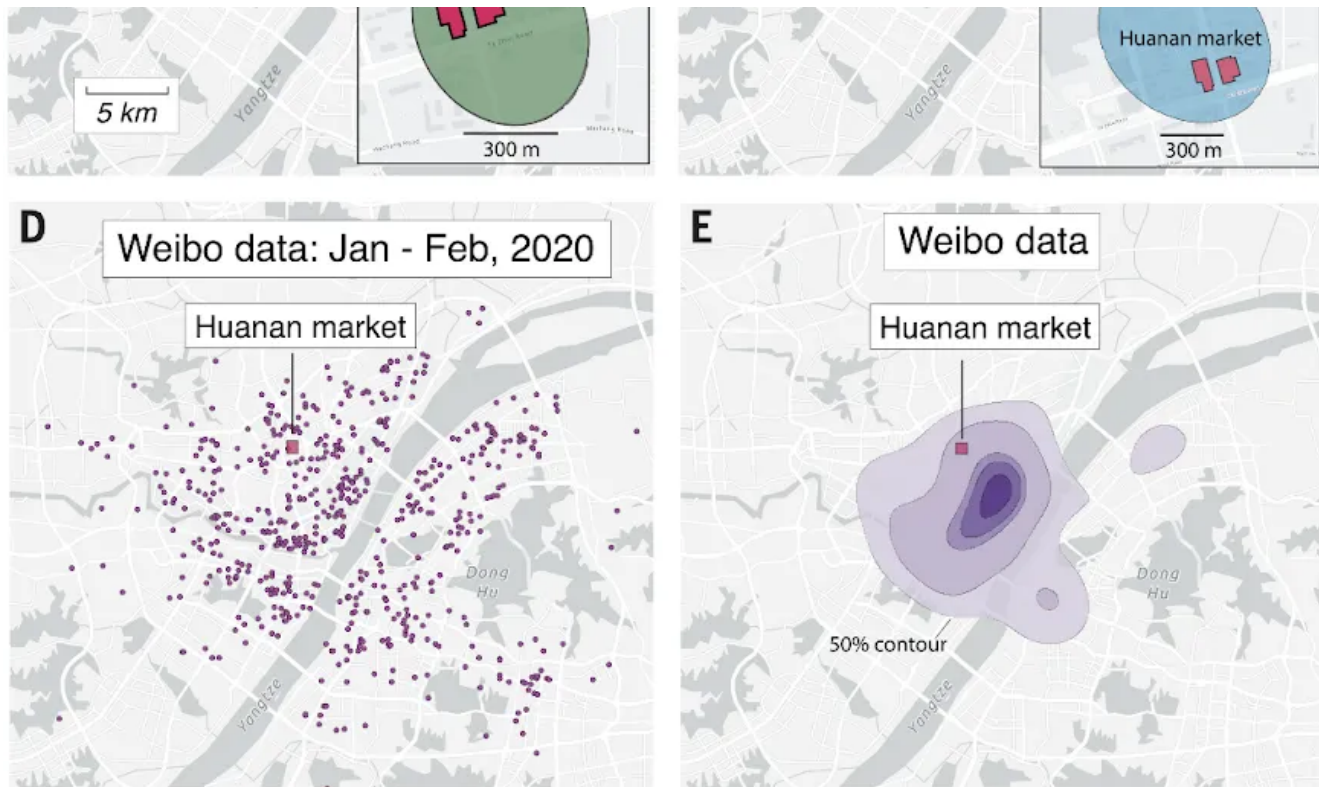 Huanan market
5 km
Yangtze
300 m
Yangtze
300 m
D
Weibo data: Jan - Feb, 2020
Huanan market
Dong
Hu
Yangtze
E
Weibo data
Huanan market
Dong
Hu
50% contour
Yangtze